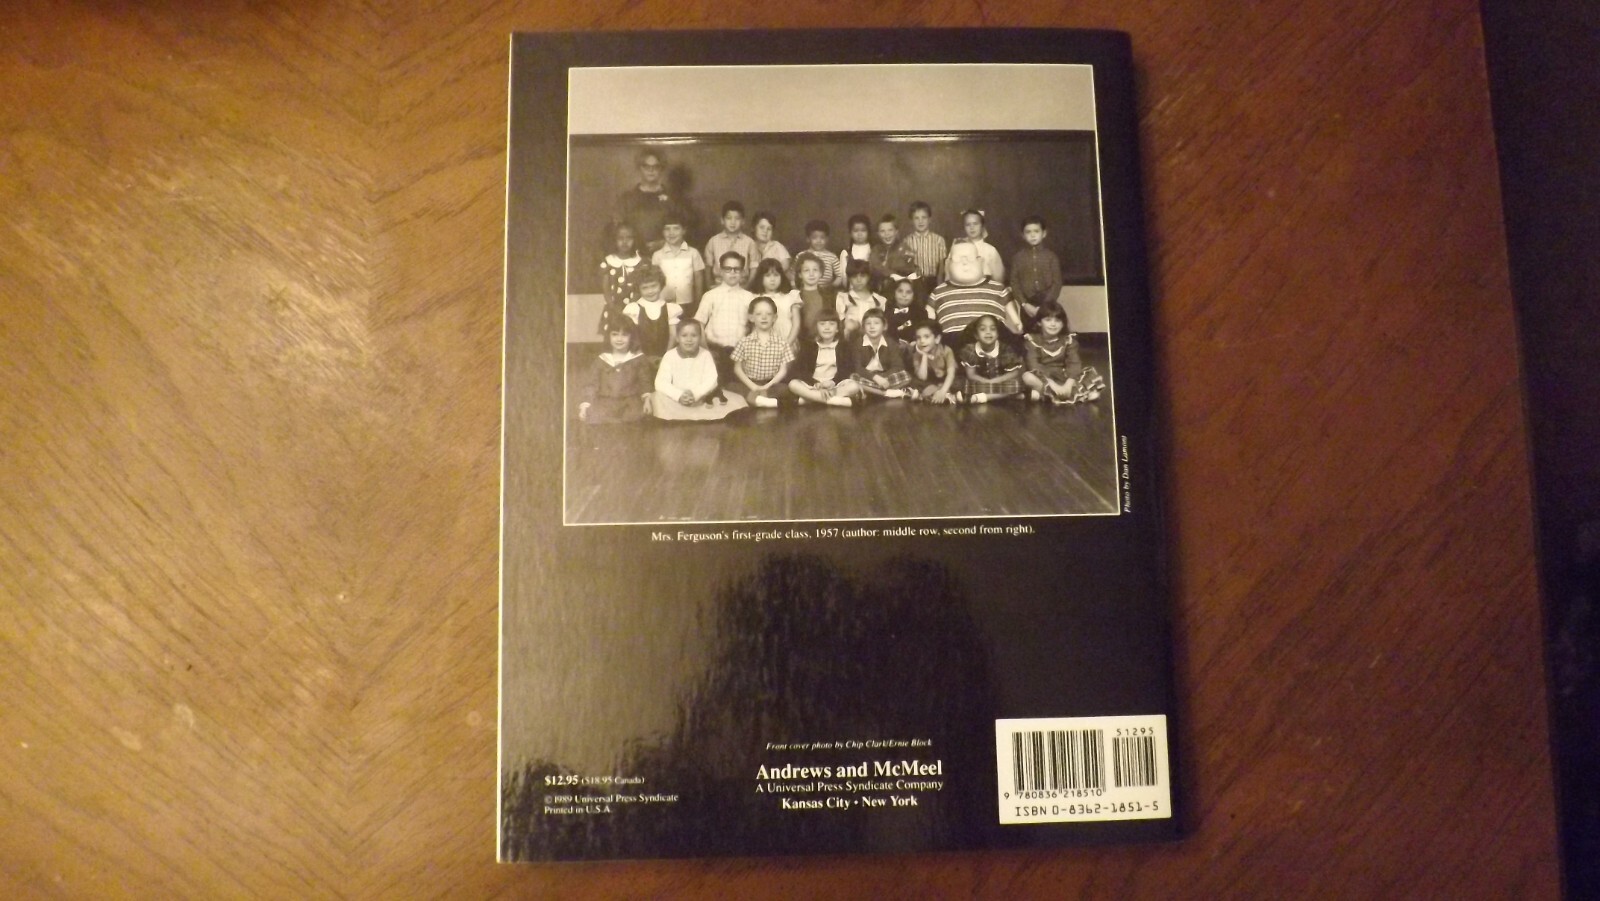 Photo by Dan Lamont
Mrs. Ferguson's first-grade class, 1957 (author: middle row, second from right).
Front cover photo by Chip Clark/Ernie Block
Andrews and McMeel
A Universal Press Syndicate Company
Kansas City • New York
$12.95 ($18.95 Canada)
© 1989 Universal Press Syndicate
Printed in U.S.A.
51295
9 780836 218510
ISBN 0-8362-1851-5